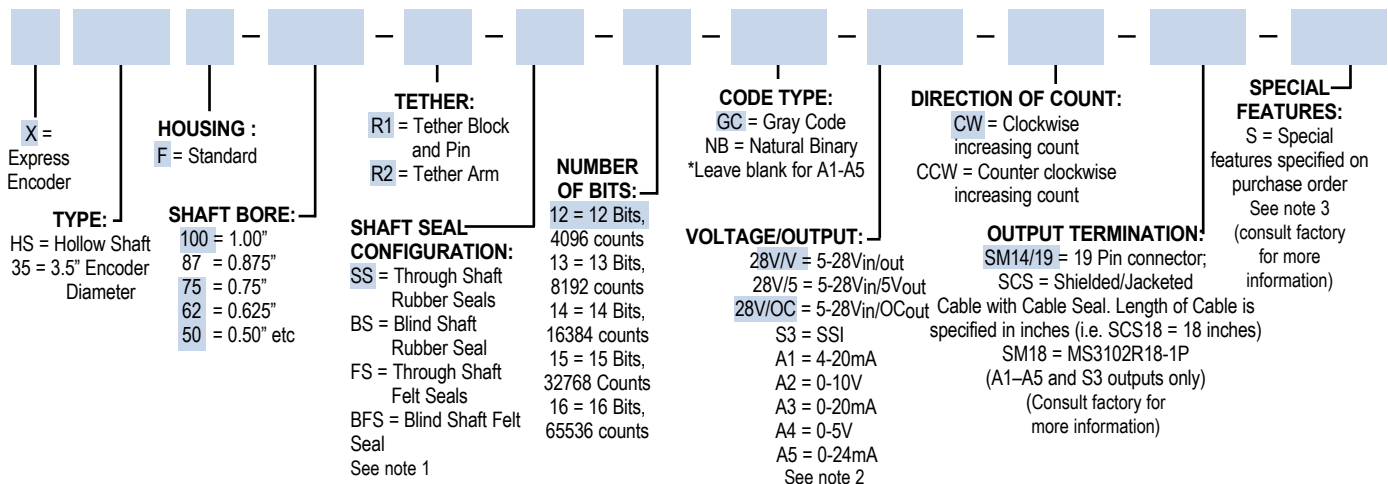 – – – – – – – – –
X =
Express
Encoder
TYPE:
HS = Hollow Shaft
35 = 3.5” Encoder
Diameter
HOUSING :
F = Standard
SHAFT BORE:
100 = 1.00”
87 = 0.875”
75 = 0.75”
62 = 0.625”
50 = 0.50” etc
TETHER:
R1 = Tether Block
and Pin
R2 = Tether Arm
SHAFT SEAL
CONFIGURATION:
SS = Through Shaft
Rubber Seals
BS = Blind Shaft
Rubber Seal
FS = Through Shaft
Felt Seals
BFS = Blind Shaft Felt
Seal
See note 1
NUMBER
OF BITS:
12 = 12 Bits,
4096 counts
13 = 13 Bits,
8192 counts
14 = 14 Bits,
16384 counts
15 = 15 Bits,
32768 Counts
16 = 16 Bits,
65536 counts
CODE TYPE:
GC = Gray Code
NB = Natural Binary
*Leave blank for A1-A5
VOLTAGE/OUTPUT:
28V/V = 5-28Vin/out
28V/5 = 5-28Vin/5Vout
28V/OC = 5-28Vin/OCout
S3 = SSI
A1 = 4-20mA
A2 = 0-10V
A3 = 0-20mA
A4 = 0-5V
A5 = 0-24mA
See note 2
DIRECTION OF COUNT:
CW = Clockwise
increasing count
CCW = Counter clockwise
increasing count
OUTPUT TERMINATION:
SM14/19 = 19 Pin connector;
SCS = Shielded/Jacketed
Cable with Cable Seal. Length of Cable is
specified in inches (i.e. SCS18 = 18 inches)
SM18 = MS3102R18-1P
(A1–A5 and S3 outputs only)
(Consult factory for
more information)
SPECIAL
FEATURES:
S = Special
features specified on
purchase order
See note 3
(consult factory
for more
information)